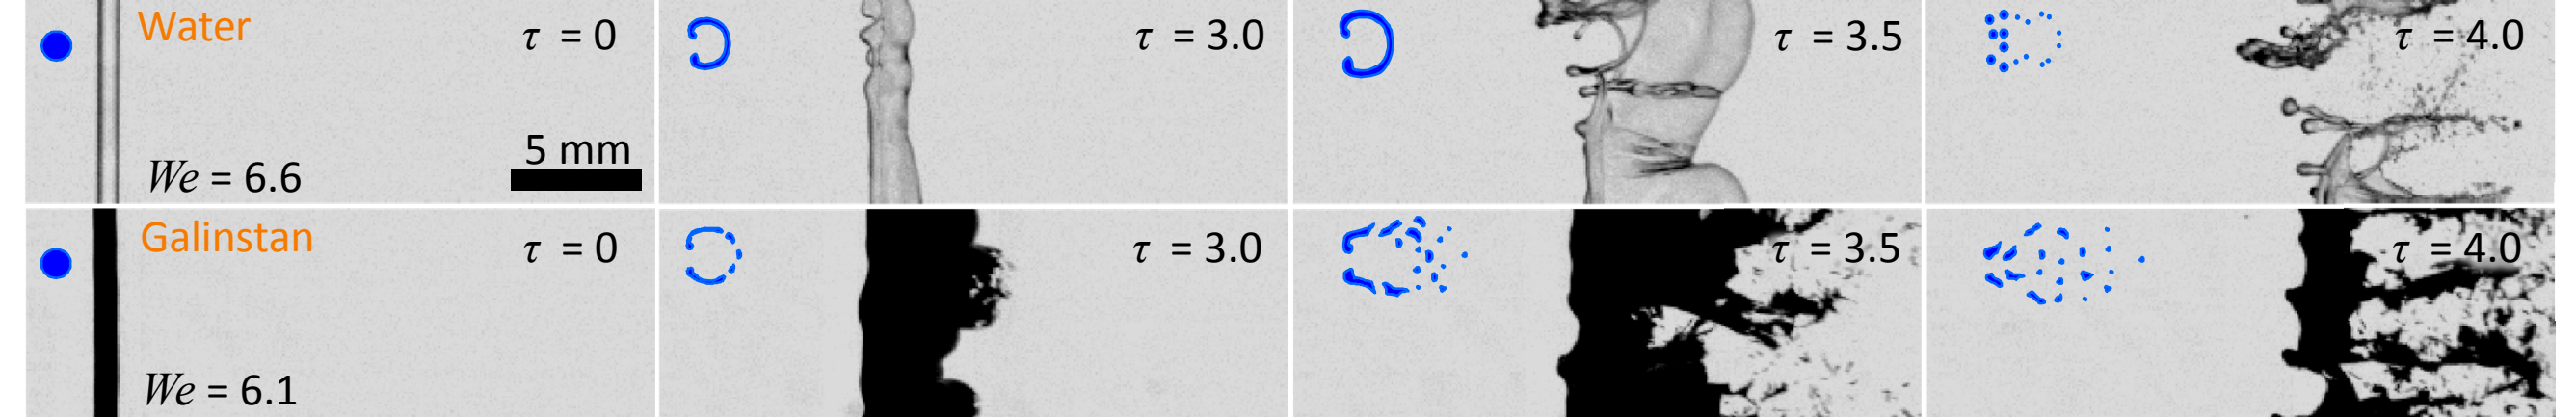 Water
τ = 0
We = 6.6
5 mm
τ = 3.0
τ = 3.5
τ = 4.0
Galinstan
τ = 0
We = 6.1
τ = 3.0
τ = 3.5
τ = 4.0